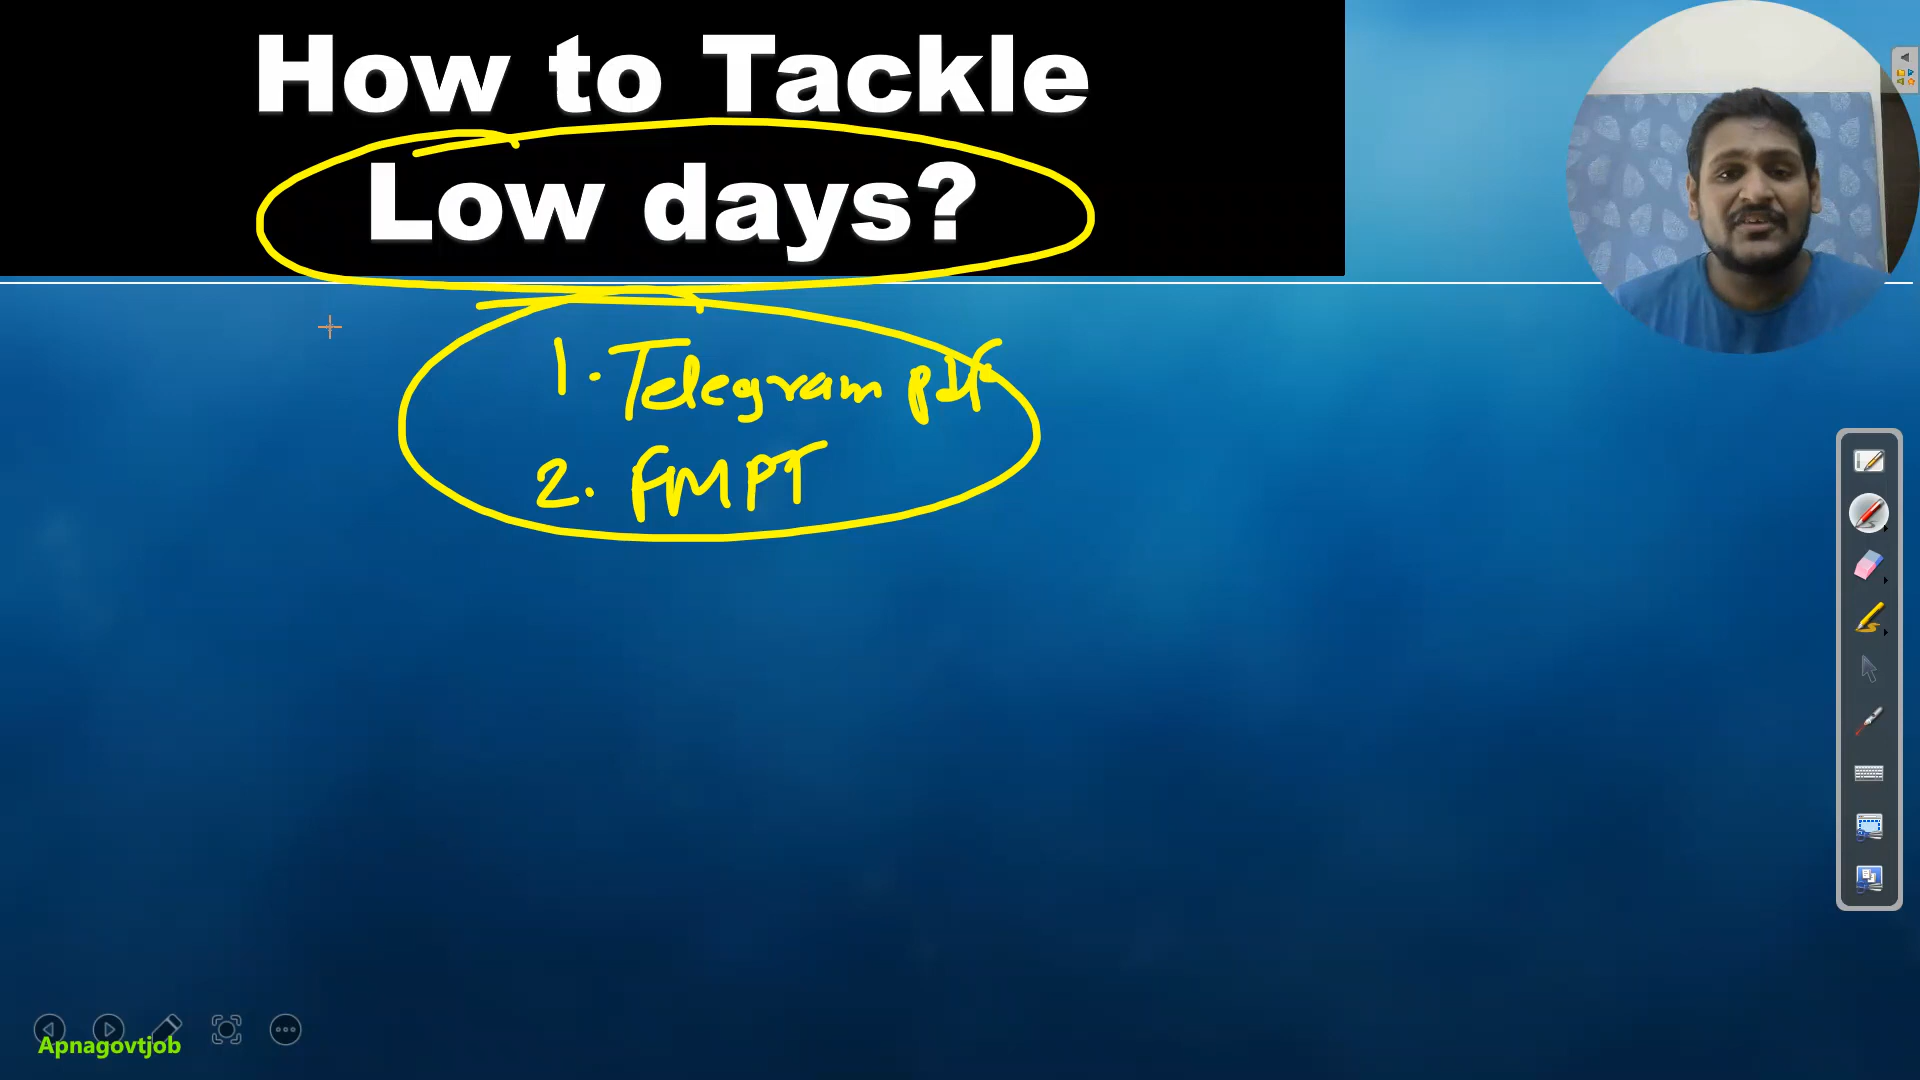 How to Tackle
Low days?
1. Telegram pdf
2. FMPT
Apnagovtjob